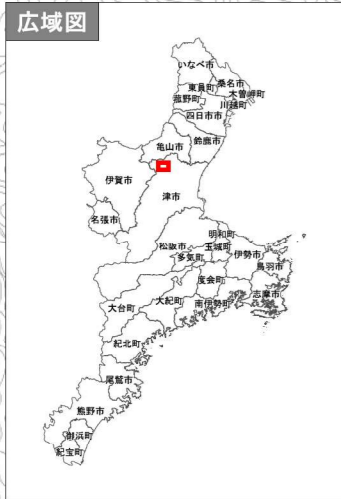 広域図
いなべ市
東員町
桑名市
木曽岬町
菰野町
川越町
四日市市
亀山市
鈴鹿市
伊賀市
津市
名張市
明和町
松阪市
玉城町
多気町
伊勢市
鳥羽市
度会町
大台町
大紀町
南伊勢町
志摩市
紀北町
尾鷲市
熊野市
御浜町
紀宝町